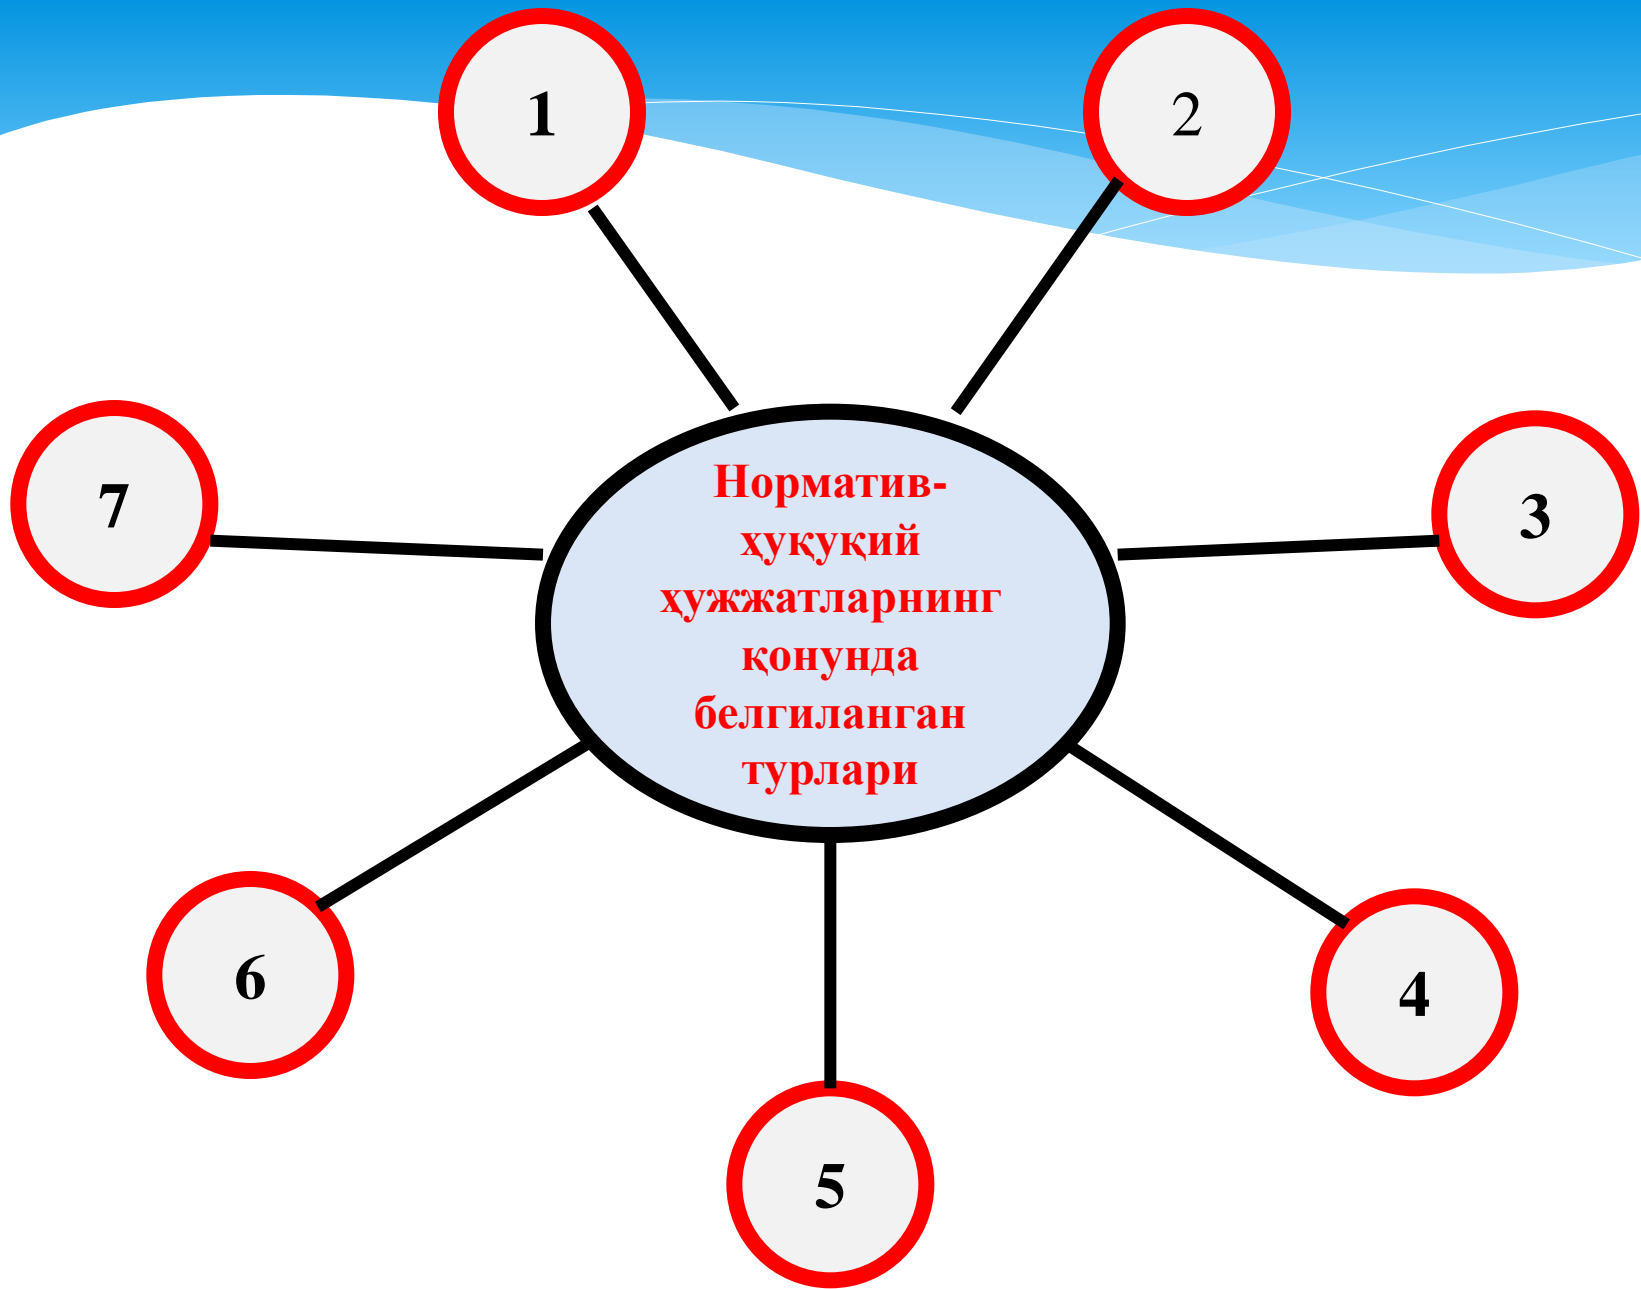 1
2
7
3
Норматив-
ҳуқуқий
ҳужжатларнинг
қонунда
белгиланган
турлари
6
4
5